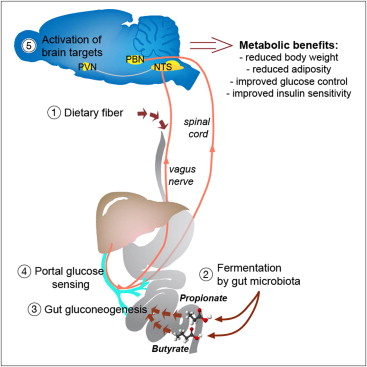 ⑤ Activation of
brain targets
PVN
PBN
NTS
Metabolic benefits:
- reduced body weight
- reduced adiposity
- improved glucose control
- improved insulin sensitivity
① Dietary fiber
spinal
cord
vagus
nerve
④ Portal glucose
sensing
② Fermentation
by gut microbiota
③ Gut gluconeogenesis
Propionate
Butyrate